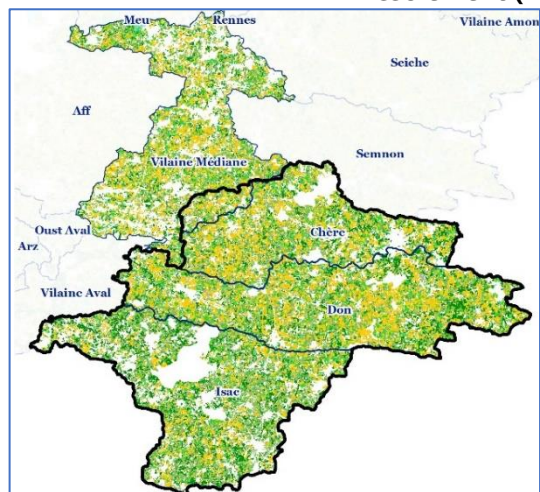 Meu
Rennes
Vilaine Amon
Seiche
Aff
Semnon
Vilaine Médiane
Oust Aval
Chère
Arz
Vilaine Aval
Don
Isac